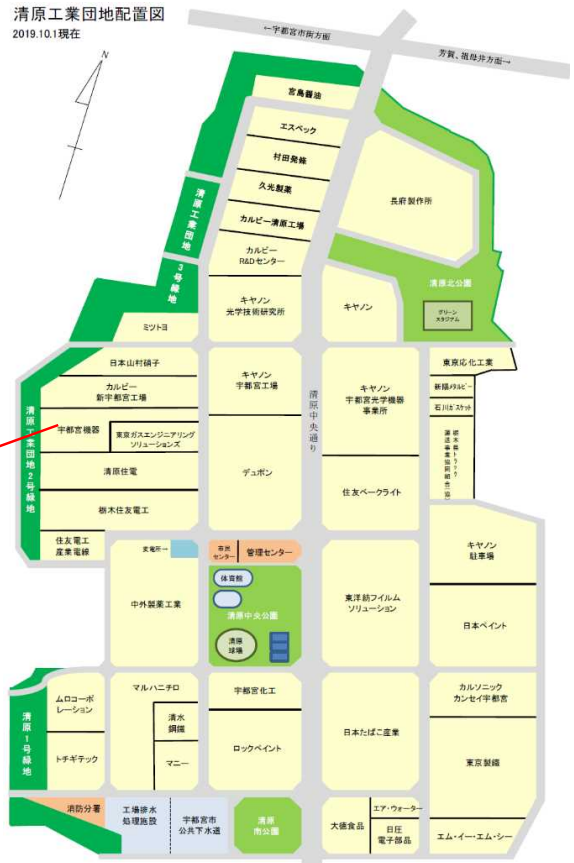 清原工業団地配置図
2019.10.1現在
←宇都宮市街方面
芳賀、祖母井方面→
N
宮島醤油
エスペック
村田発條
久光製薬
カルビー清原工場
カルビー
R&Dセンター
長府製作所
清原工業団地
3号緑地
清原北公園
グリーン
スタジアム
キヤノン
光学技術研究所
キヤノン
ミツトヨ
日本山村硝子
カルビー
新宇都宮工場
宇都宮機器
東京ガスエンジニアリング
ソリューションズ
清原住電
栃木住友電工
住友電工
産業電線
清原工業団地2号緑地
キヤノン
宇都宮工場
デュポン
清原中央通り
キヤノン
宇都宮光学機器
事業所
住友ベークライト
東京応化工業
新陽メタルビー
石川ガスケット
栃木県トラック
変電所→
中外製薬工業
市民
センター
管理センター
体育館
清原中央公園
清原
球場
東洋紡フイルム
ソリューション
キヤノン
駐車場
日本ペイント
清原1号緑地
ムロコーポ
レーション
トチギテック
マルハニチロ
清水
鋼鐵
マニー
宇都宮化工
ロックペイント
日本たばこ産業
カルソニック
カンセイ宇都宮
東京製鐵
消防分署
工場排水
処理施設
宇都宮市
公共下水道
清原
南公園
大徳食品
エア・ウォーター
日圧
電子部品
エム・イー・エム・シー